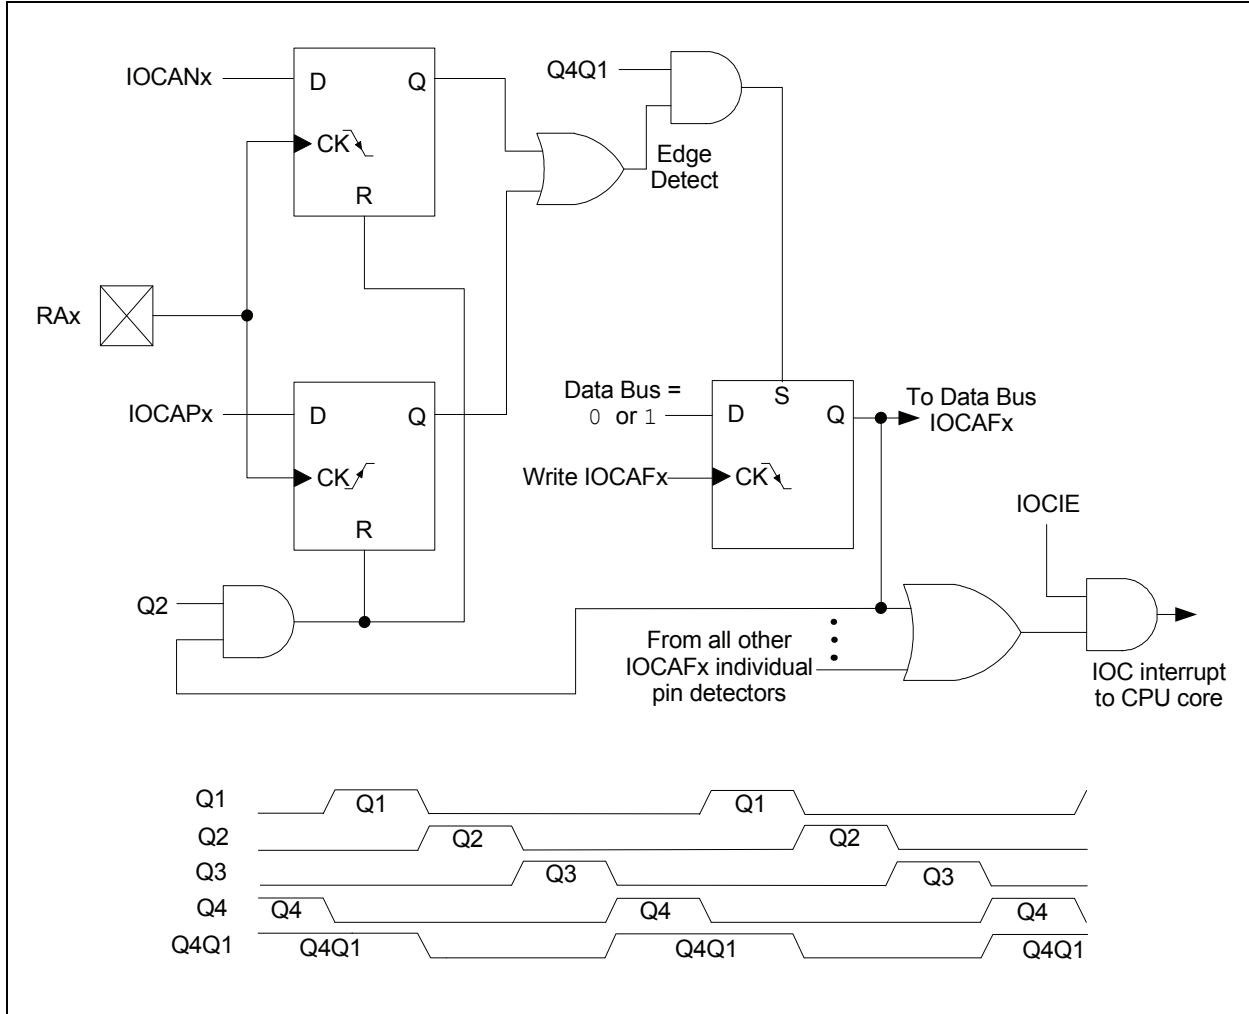 IOCANx
D
Q
CK
R
Q4Q1
Edge
Detect
RAx
IOCAPx
D
Q
CK
R
Data Bus =
0 or 1
D
S
Q
To Data Bus
IOCAFx
Write IOCAFx
CK
IOCIE
Q2
From all other
IOCAFx individual
pin detectors
IOC interrupt
to CPU core
Q1 Q1 Q1
Q2 Q2 Q2
Q3 Q3 Q3
Q4 Q4 Q4 Q4
Q4Q1 Q4Q1 Q4Q1 Q4Q1